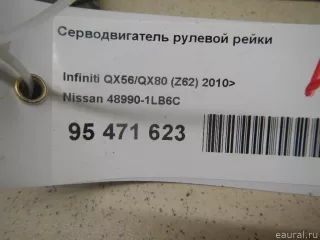 Серводвигатель рулевой рейки
Infiniti QX56/QX80 (Z62) 2010>
Nissan 48990-1LB6C
95 471 623
eaural.ru